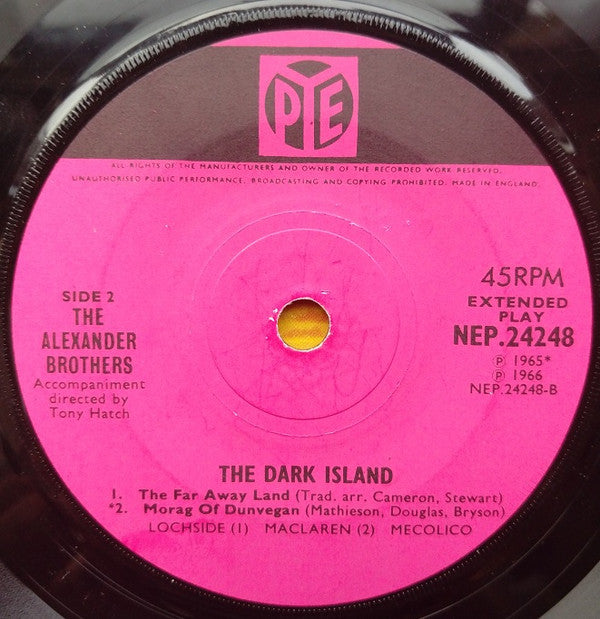 PYE
ALL RIGHTS OF THE MANUFACTURERS AND OWNER OF THE RECORDED WORK RESERVED.
UNAUTHORISED PUBLIC PERFORMANCE, BROADCASTING AND COPYING PROHIBITED. MADE IN ENGLAND.
SIDE 2
THE
ALEXANDER
BROTHERS
Accompaniment
directed by
Tony Hatch
45RPM
EXTENDED
PLAY
NEP.24248
℗ 1965*
℗ 1966
NEP.24248-B
THE DARK ISLAND
1. The Far Away Land (Trad. arr. Cameron, Stewart)
*2. Morag Of Dunvegan (Mathieson, Douglas, Bryson)
LOCHSIDE (1) MACLAREN (2) MECOLICO